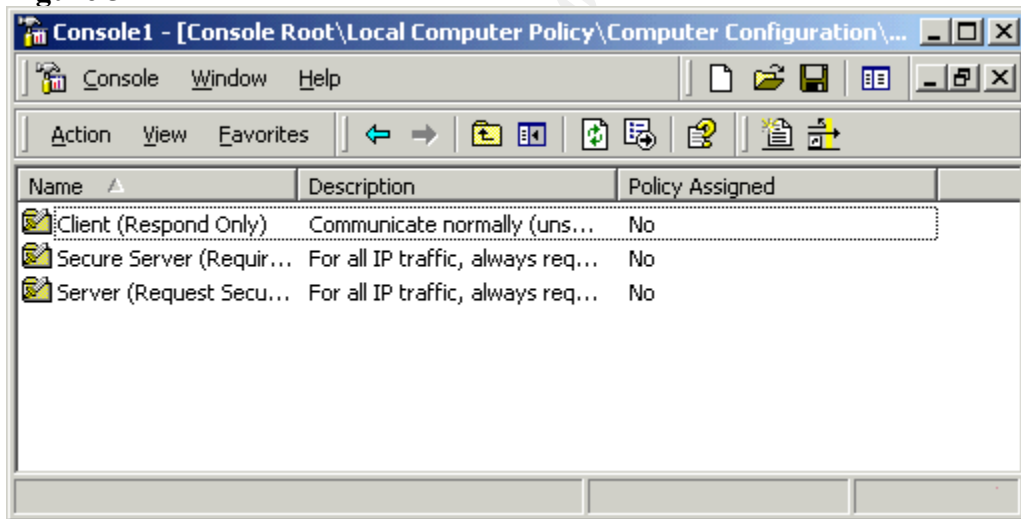 Console1 - [Console Root\Local Computer Policy\Computer Configuration\...
Console Window Help
Action View Favorites
Name Description Policy Assigned
Client (Respond Only) Communicate normally (uns... No
Secure Server (Requir... For all IP traffic, always req... No
Server (Request Secu... For all IP traffic, always req... No